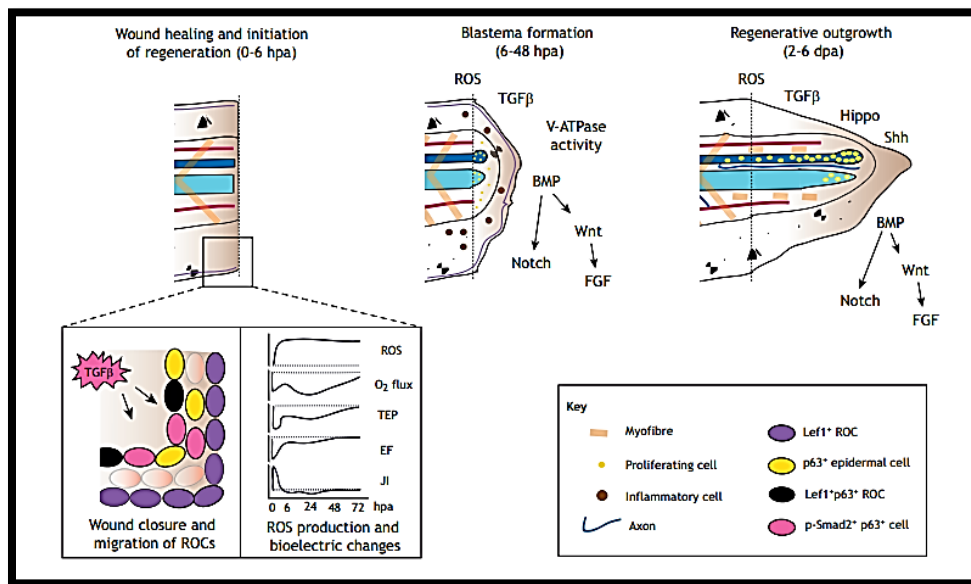 Wound healing and initiation
of regeneration (0-6 hpa)
Blastema formation
(6-48 hpa)
Regenerative outgrowth
(2-6 dpa)
ROS
TGFβ
V-ATPase
activity
BMP
Wnt
Notch
FGF
ROS
TGFβ
Hippo
Shh
BMP
Wnt
Notch
FGF
TGFβ
Wound closure and
migration of ROCs
ROS
O₂ flux
TEP
EF
JI
0 6 24 48 72 hpa
ROS production and
bioelectric changes
Key
Myofibre
Proliferating cell
Inflammatory cell
Axon
Lef1⁺ ROC
p63⁺ epidermal cell
Lef1⁺p63⁺ ROC
p-Smad2⁺ p63⁺ cell